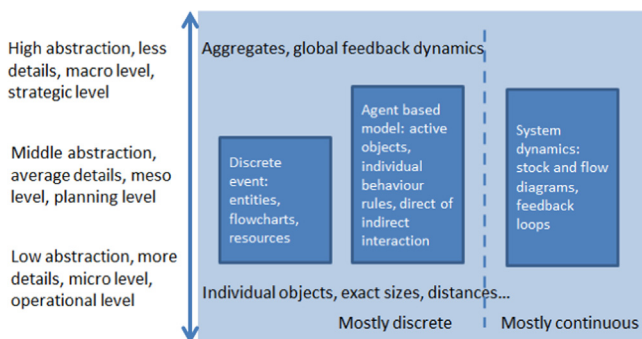 High abstraction, less
details, macro level,
strategic level
Middle abstraction,
average details, meso
level, planning level
Low abstraction, more
details, micro level,
operational level
Aggregates, global feedback dynamics
Discrete
event:
entities,
flowcharts,
resources
Agent based
model: active
objects,
individual
behaviour
rules, direct of
indirect
interaction
System
dynamics:
stock and flow
diagrams,
feedback
loops
Individual objects, exact sizes, distances...
Mostly discrete
Mostly continuous